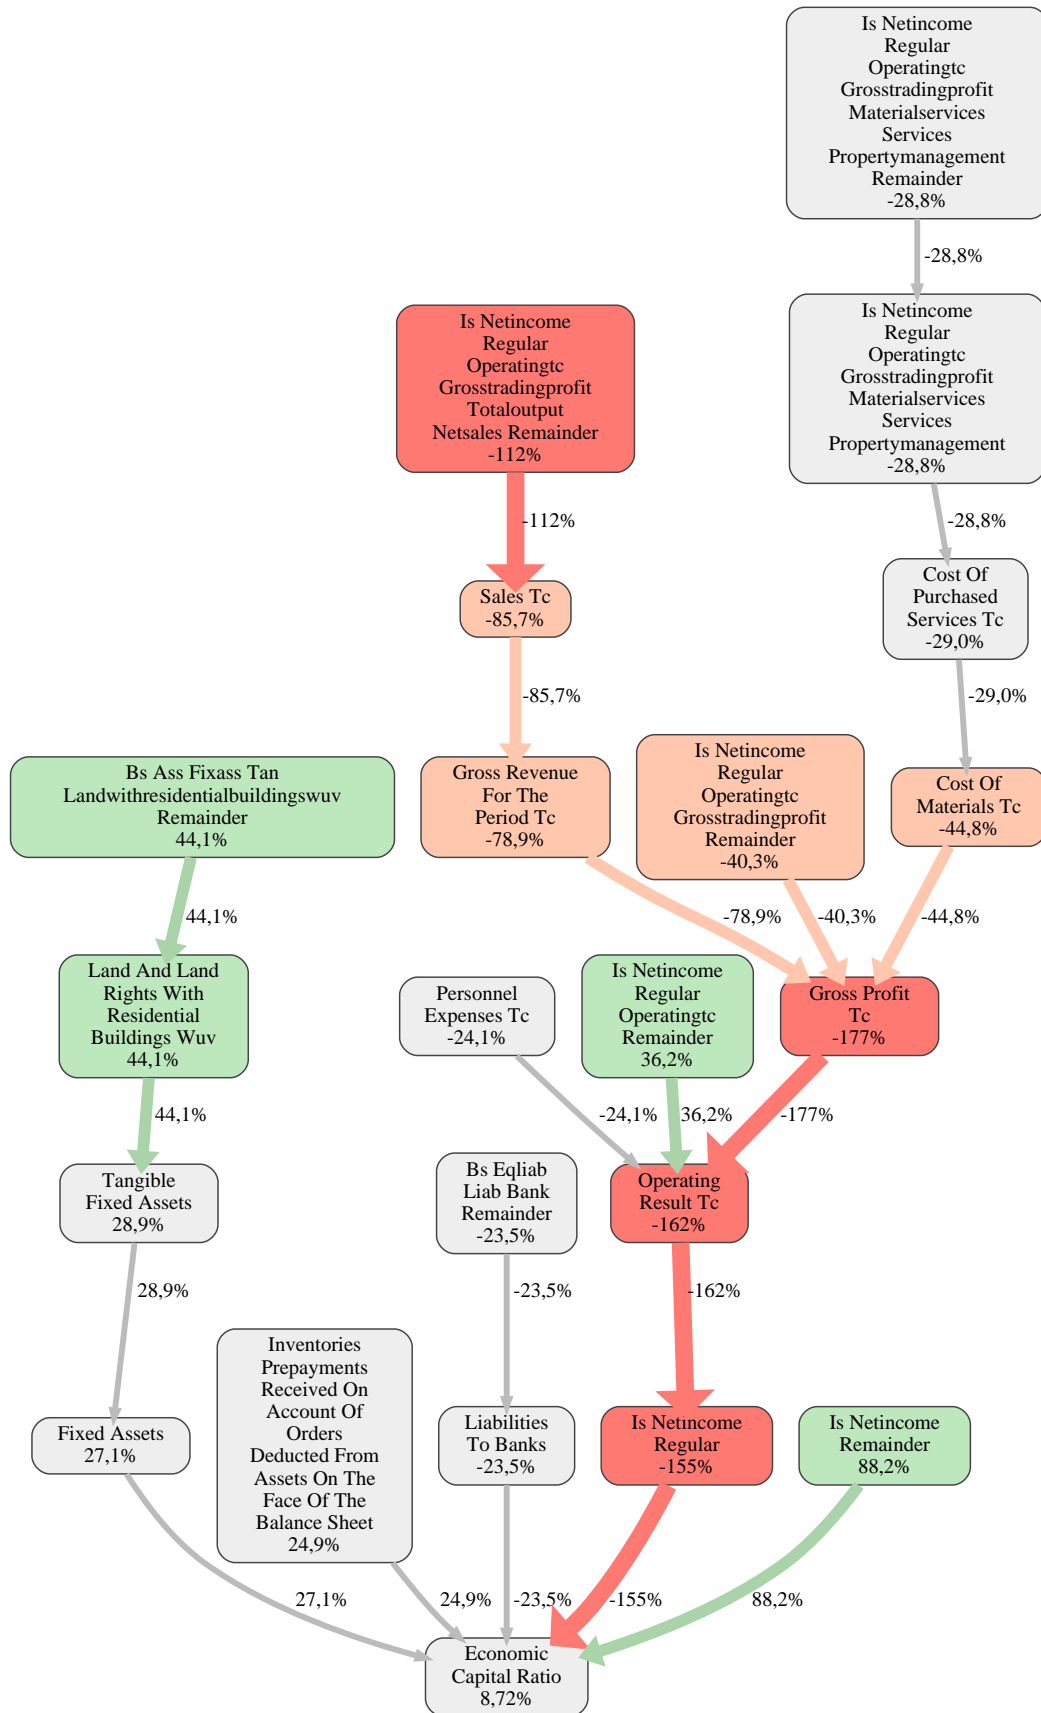 Is Netincome
Regular
Operatingtc
Grosstradingprofit
Materialservices
Services
Propertymanagement
Remainder
-28,8%
-28,8%
Is Netincome
Regular
Operatingtc
Grosstradingprofit
Materialservices
Services
Propertymanagement
-28,8%
Is Netincome
Regular
Operatingtc
Grosstradingprofit
Totaloutput
Netsales Remainder
-112%
-112%
-28,8%
Cost Of
Purchased
Services Tc
-29,0%
Sales Tc
-85,7%
-85,7%
-29,0%
Bs Ass Fixass Tan
Landwithresidentialbuildingswuv
Remainder
44,1%
Gross Revenue
For The
Period Tc
-78,9%
Is Netincome
Regular
Operatingtc
Grosstradingprofit
Remainder
-40,3%
Cost Of
Materials Tc
-44,8%
44,1%
-78,9%
-40,3%
-44,8%
Land And Land
Rights With
Residential
Buildings Wuv
44,1%
Personnel
Expenses Tc
-24,1%
Is Netincome
Regular
Operatingtc
Remainder
36,2%
Gross Profit
Tc
-177%
44,1%
-24,1%
36,2%
-177%
Tangible
Fixed Assets
28,9%
Bs Eqliab
Liab Bank
Remainder
-23,5%
Operating
Result Tc
-162%
28,9%
-23,5%
-162%
Inventories
Prepayments
Received On
Account Of
Orders
Deducted From
Assets On The
Face Of The
Balance Sheet
24,9%
Fixed Assets
27,1%
Liabilities
To Banks
-23,5%
Is Netincome
Regular
-155%
Is Netincome
Remainder
88,2%
27,1%
24,9%
-23,5%
-155%
88,2%
Economic
Capital Ratio
8,72%